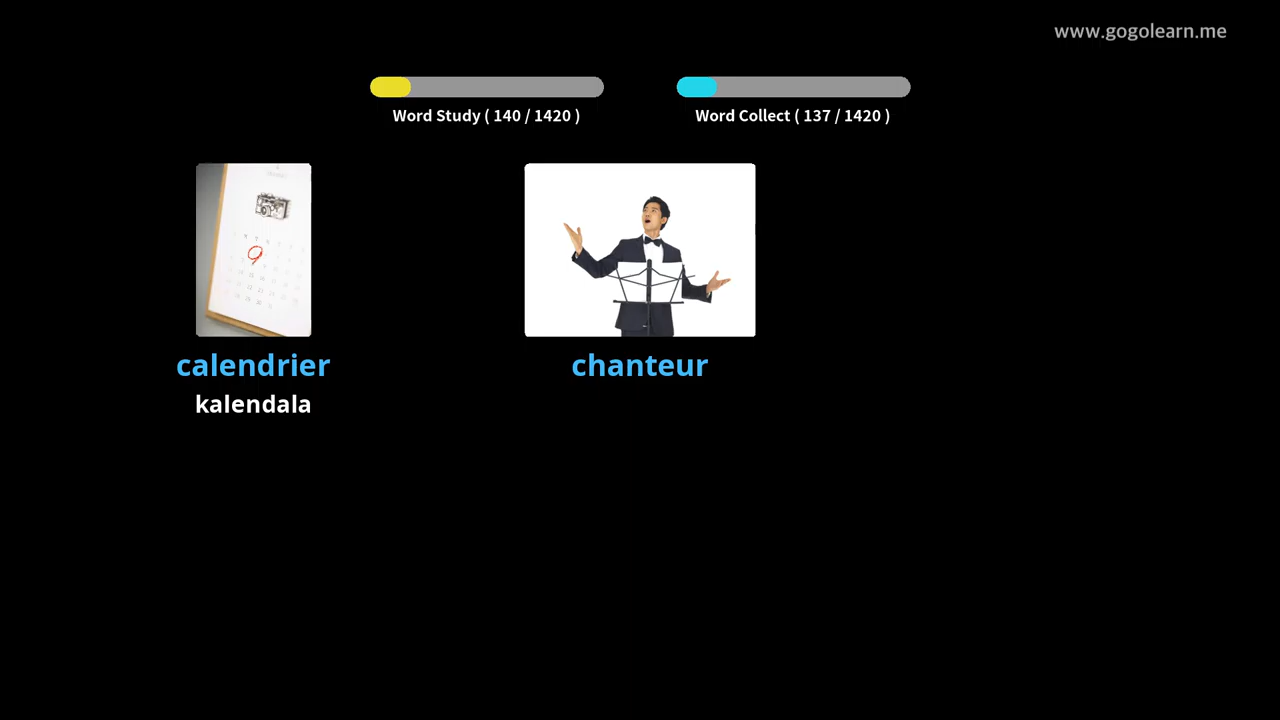 www.gogolearn.me
Word Study ( 140 / 1420 )
Word Collect ( 137 / 1420 )
calendrier
chanteur
kalendala